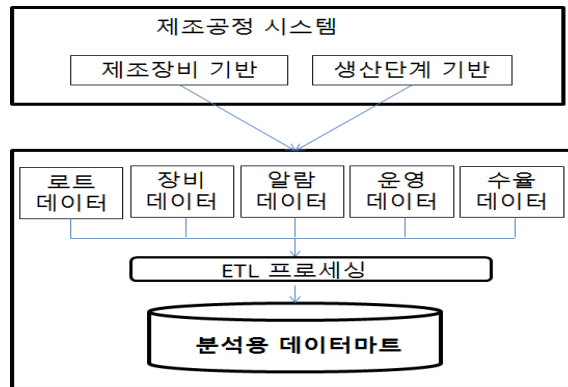 제조공정 시스템
제조장비 기반
생산단계 기반
로트
데이터
장비
데이터
알람
데이터
운영
데이터
수율
데이터
ETL 프로세싱
분석용 데이터마트